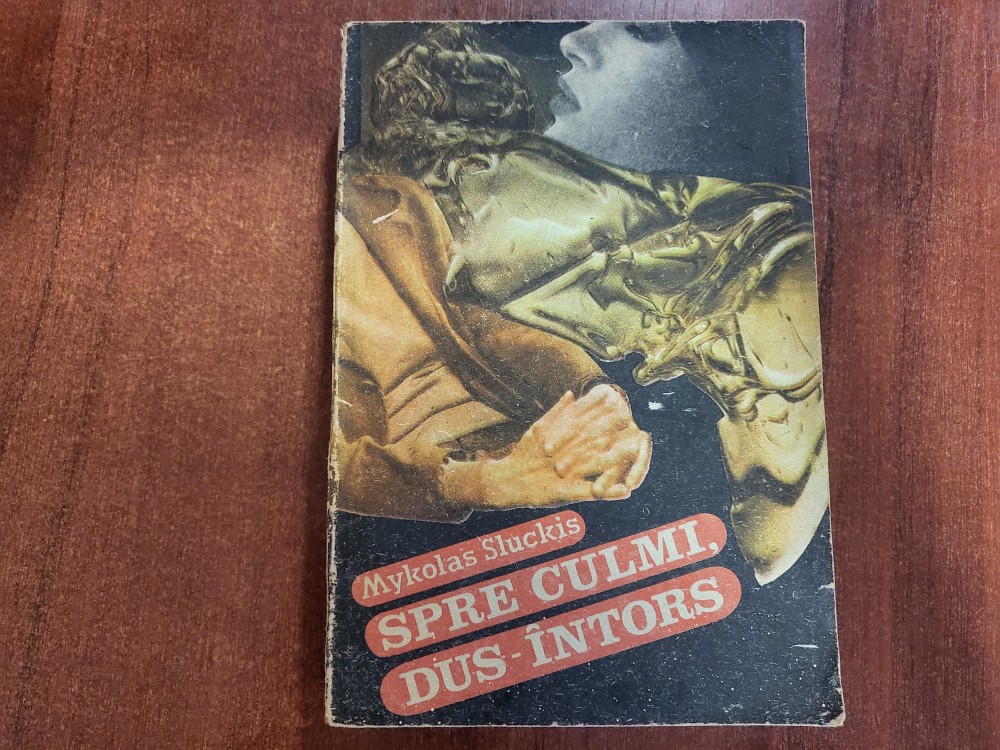 Mykolas Sluckis
SPRE CULMI,
DUS-ÎNTORS